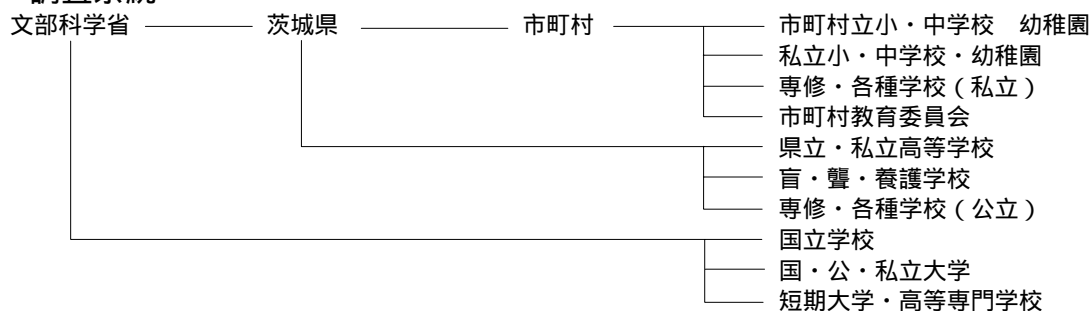 調査系統
文部科学省 茨城県 市町村 市町村立小・中学校 幼稚園
私立小・中学校・幼稚園
専修・各種学校(私立)
市町村教育委員会
県立・私立高等学校
盲・聾・養護学校
専修・各種学校(公立)
国立学校
国・公・私立大学
短期大学・高等専門学校